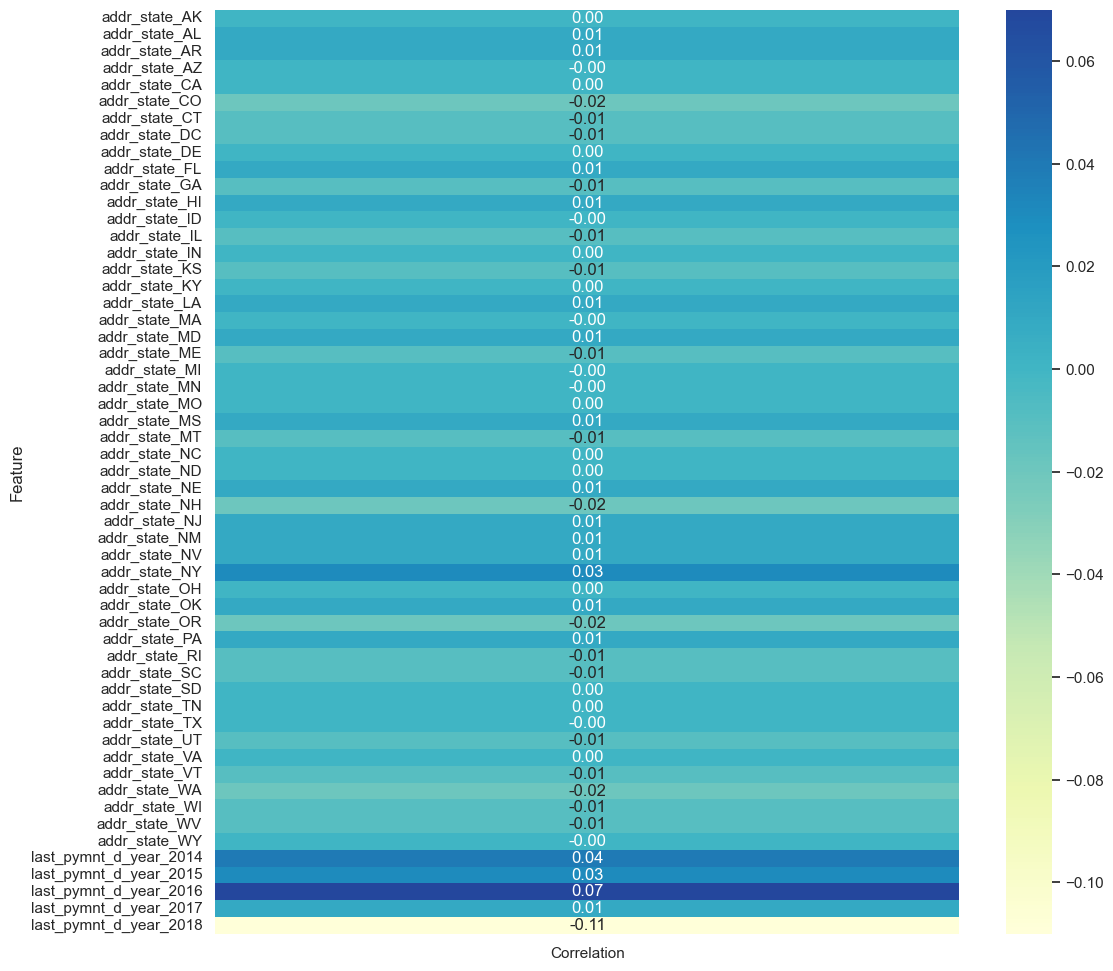 addr_state_AK 0.00
addr_state_AL 0.01
addr_state_AR 0.01
addr_state_AZ -0.00
addr_state_CA 0.00
addr_state_CO -0.02
addr_state_CT -0.01
addr_state_DC -0.01
addr_state_DE 0.00
addr_state_FL 0.01
addr_state_GA -0.01
addr_state_HI 0.01
addr_state_ID -0.00
addr_state_IL -0.01
addr_state_IN 0.00
addr_state_KS -0.01
addr_state_KY 0.00
addr_state_LA 0.01
addr_state_MA -0.00
addr_state_MD 0.01
addr_state_ME -0.01
addr_state_MI -0.00
addr_state_MN -0.00
addr_state_MO 0.00
addr_state_MS 0.01
addr_state_MT -0.01
addr_state_NC 0.00
addr_state_ND 0.00
addr_state_NE 0.01
addr_state_NH -0.02
addr_state_NJ 0.01
addr_state_NM 0.01
addr_state_NV 0.01
addr_state_NY 0.03
addr_state_OH 0.00
addr_state_OK 0.01
addr_state_OR -0.02
addr_state_PA 0.01
addr_state_RI -0.01
addr_state_SC -0.01
addr_state_SD 0.00
addr_state_TN 0.00
addr_state_TX -0.00
addr_state_UT -0.01
addr_state_VA 0.00
addr_state_VT -0.01
addr_state_WA -0.02
addr_state_WI -0.01
addr_state_WV -0.01
addr_state_WY -0.00
last_pymnt_d_year_2014 0.04
last_pymnt_d_year_2015 0.03
last_pymnt_d_year_2016 0.07
last_pymnt_d_year_2017 0.01
last_pymnt_d_year_2018 -0.11
Feature
Correlation
0.06
0.04
0.02
0.00
−0.02
−0.04
−0.06
−0.08
−0.10